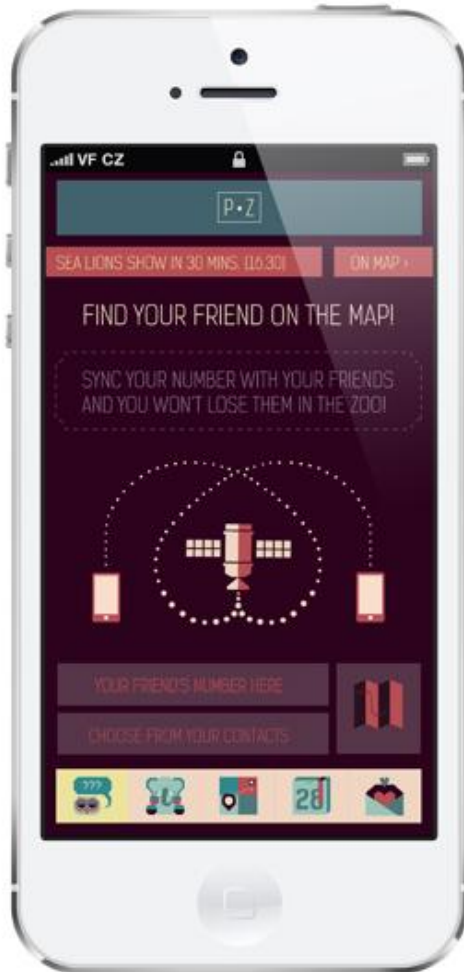 VF CZ
P•Z
SEA LIONS SHOW IN 30 MINS. (16.30)
ON MAP ›
FIND YOUR FRIEND ON THE MAP!
SYNC YOUR NUMBER WITH YOUR FRIENDS
AND YOU WON'T LOSE THEM IN THE ZOO!
YOUR FRIEND'S NUMBER HERE
CHOOSE FROM YOUR CONTACTS
???
28